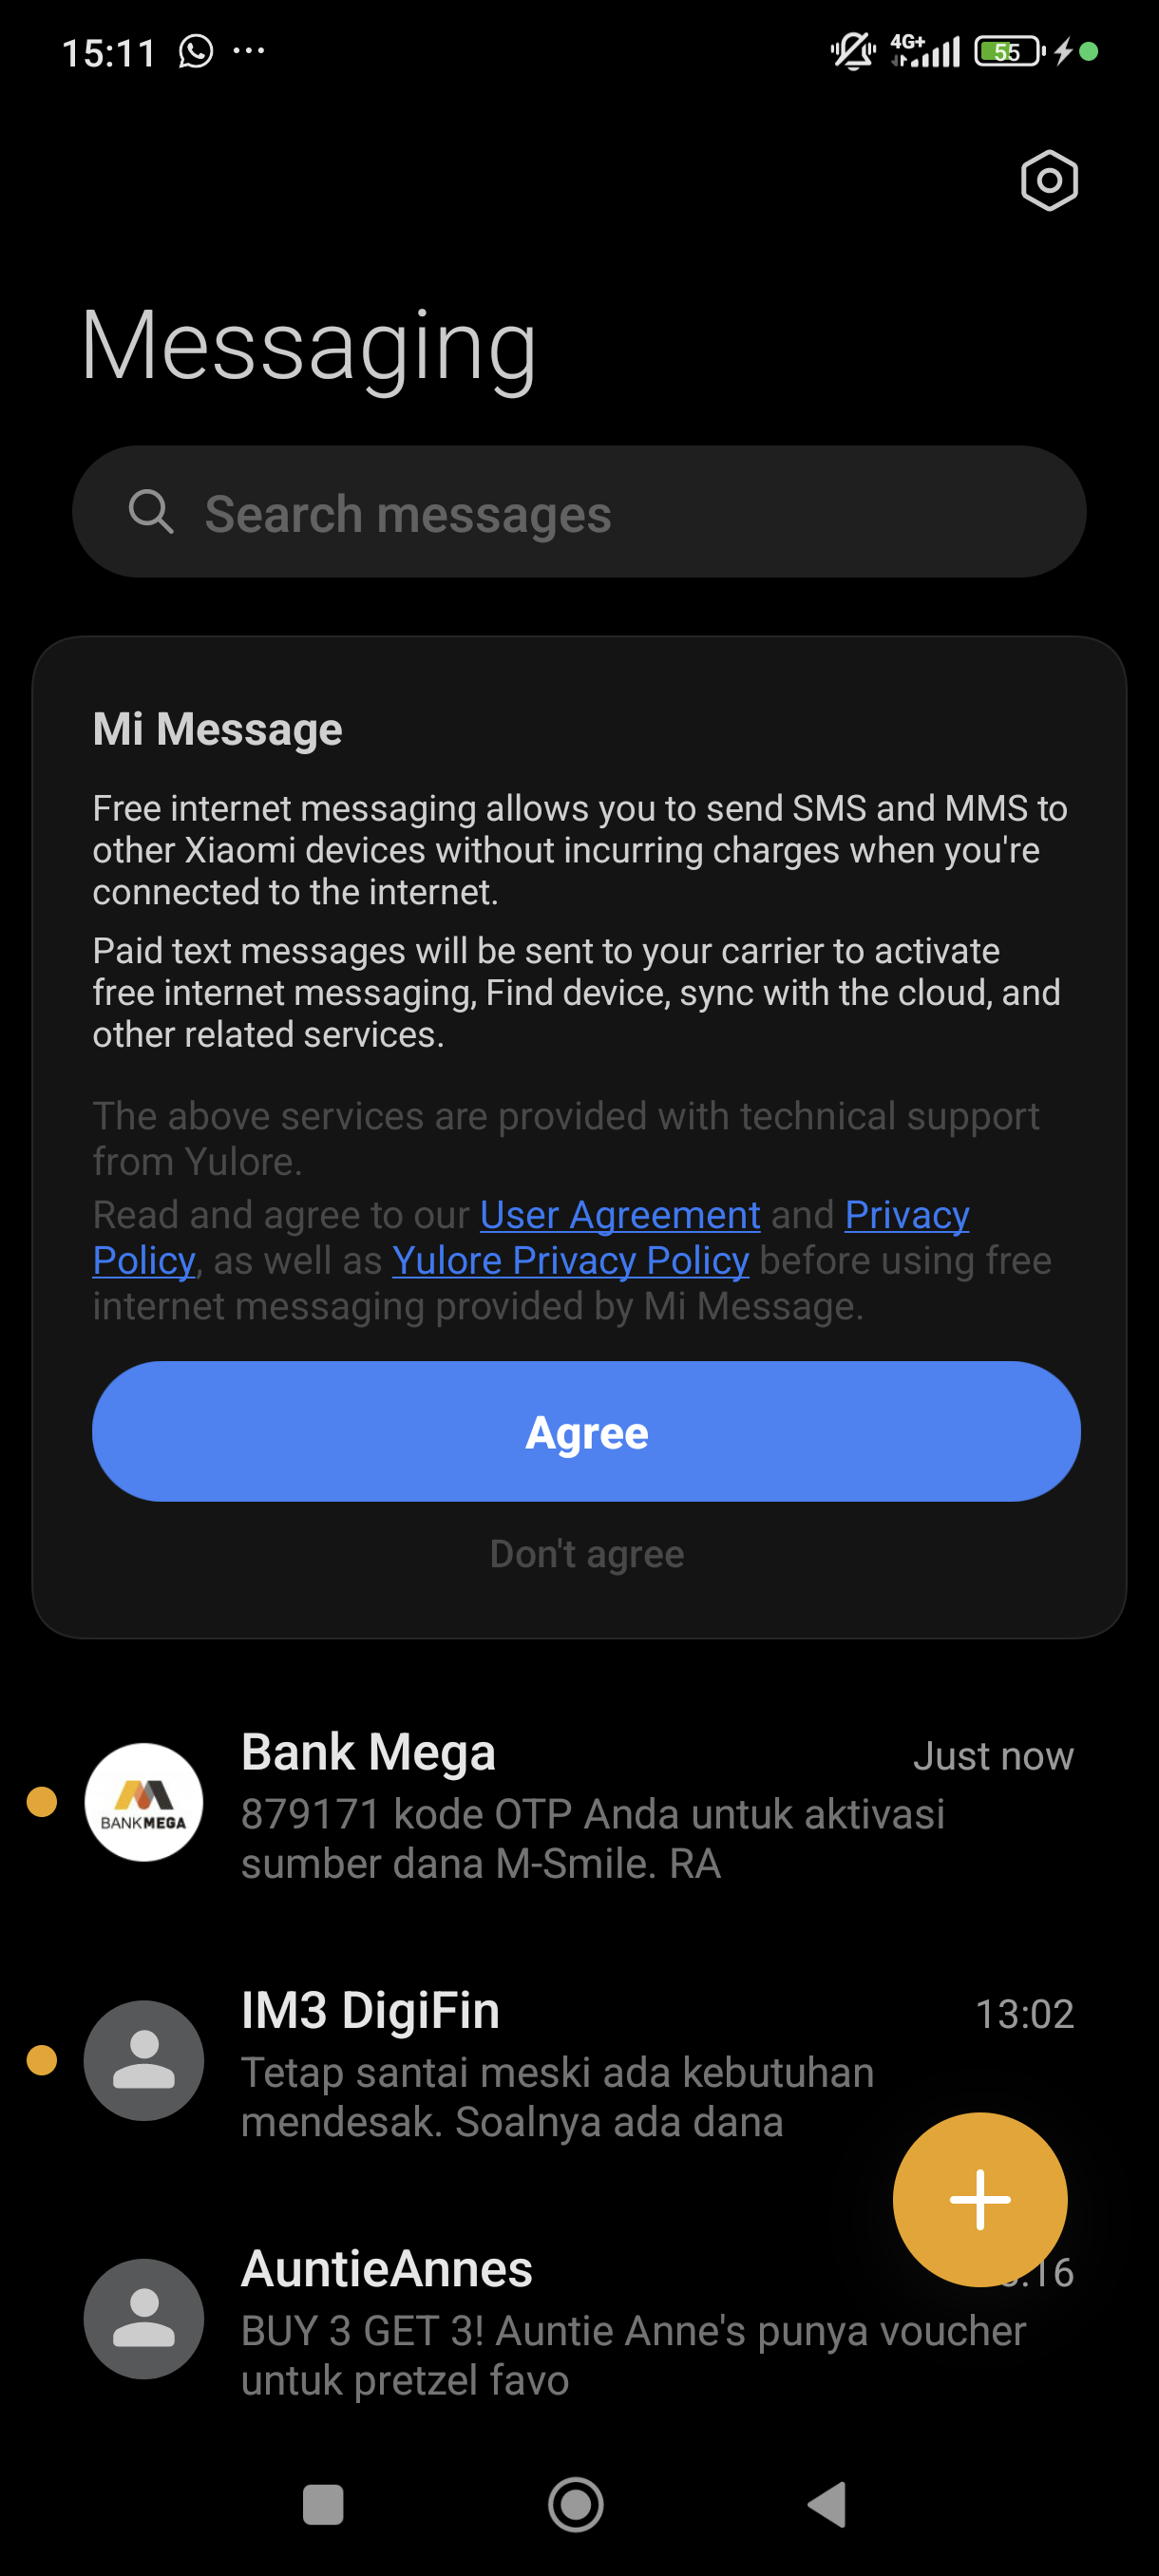 15:11
4G+
55
Messaging
Search messages
Mi Message
Free internet messaging allows you to send SMS and MMS to
other Xiaomi devices without incurring charges when you're
connected to the internet.
Paid text messages will be sent to your carrier to activate
free internet messaging, Find device, sync with the cloud, and
other related services.
The above services are provided with technical support
from Yulore.
Read and agree to our User Agreement and Privacy
Policy, as well as Yulore Privacy Policy before using free
internet messaging provided by Mi Message.
Agree
Don't agree
BANKMEGA
Bank Mega
Just now
879171 kode OTP Anda untuk aktivasi
sumber dana M-Smile. RA
IM3 DigiFin
13:02
Tetap santai meski ada kebutuhan
mendesak. Soalnya ada dana
AuntieAnnes
BUY 3 GET 3! Auntie Anne's punya voucher
untuk pretzel favo